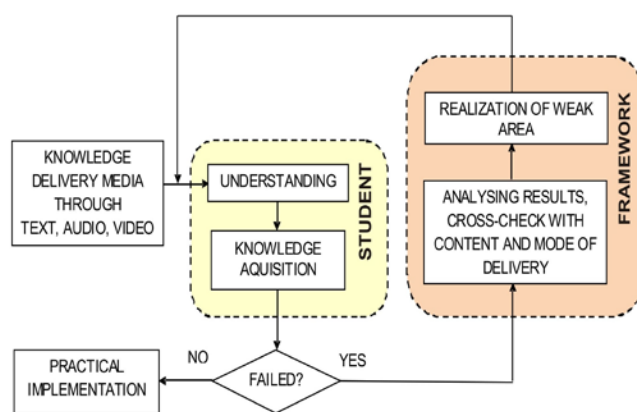 KNOWLEDGE
DELIVERY MEDIA
THROUGH
TEXT, AUDIO, VIDEO
UNDERSTANDING
KNOWLEDGE
AQUISITION
STUDENT
REALIZATION OF WEAK
AREA
ANALYSING RESULTS,
CROSS-CHECK WITH
CONTENT AND MODE OF
DELIVERY
FRAMEWORK
PRACTICAL
IMPLEMENTATION
NO
FAILED?
YES